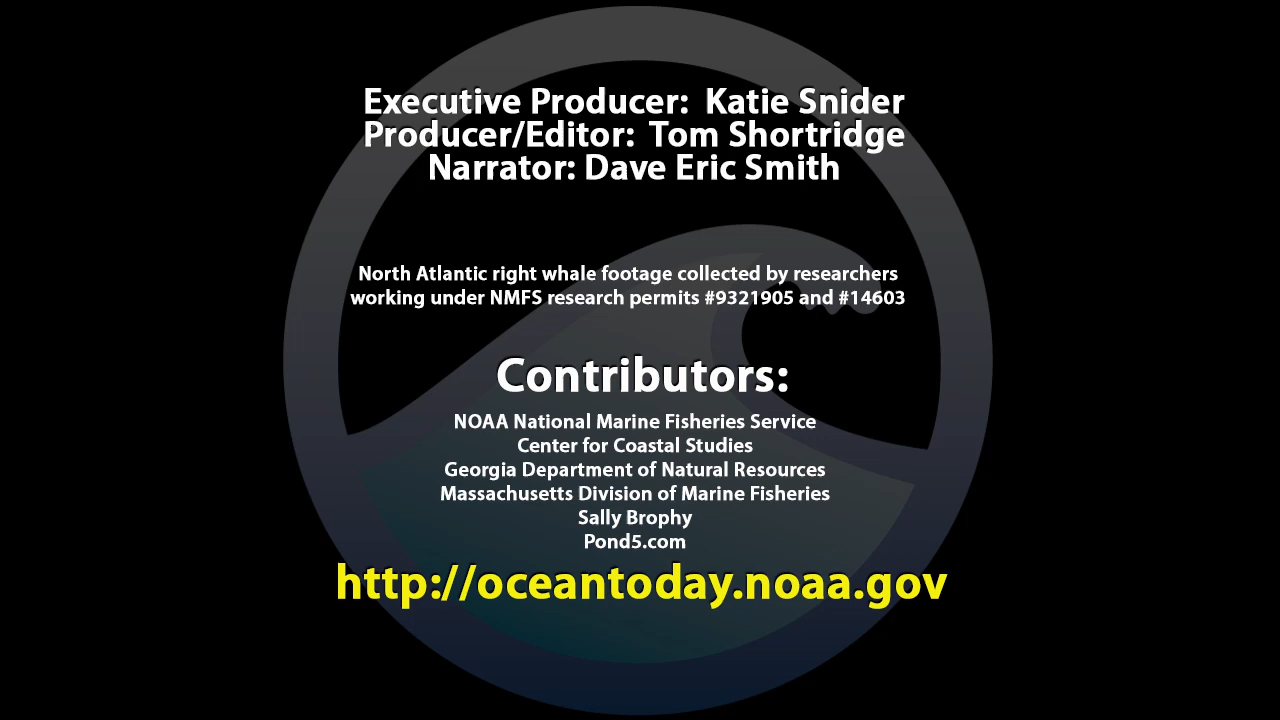 Executive Producer: Katie Snider
Producer/Editor: Tom Shortridge
Narrator: Dave Eric Smith
North Atlantic right whale footage collected by researchers
working under NMFS research permits #9321905 and #14603
Contributors:
NOAA National Marine Fisheries Service
Center for Coastal Studies
Georgia Department of Natural Resources
Massachusetts Division of Marine Fisheries
Sally Brophy
Pond5.com
http://oceantoday.noaa.gov